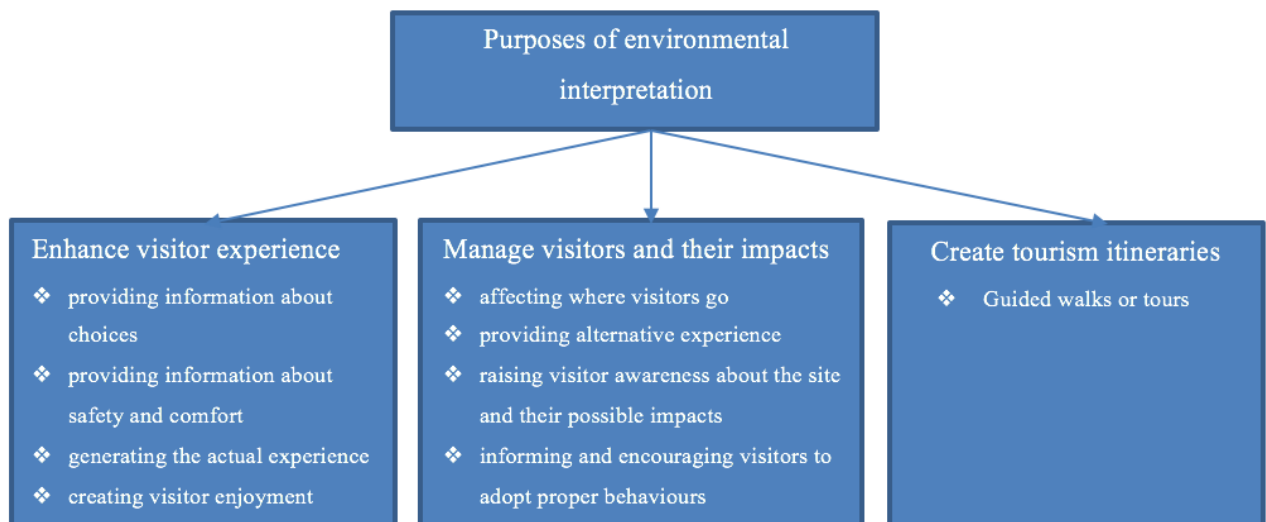 Purposes of environmental
interpretation
Enhance visitor experience
❖ providing information about
choices
❖ providing information about
safety and comfort
❖ generating the actual experience
❖ creating visitor enjoyment
Manage visitors and their impacts
❖ affecting where visitors go
❖ providing alternative experience
❖ raising visitor awareness about the site
and their possible impacts
❖ informing and encouraging visitors to
adopt proper behaviours
Create tourism itineraries
❖ Guided walks or tours